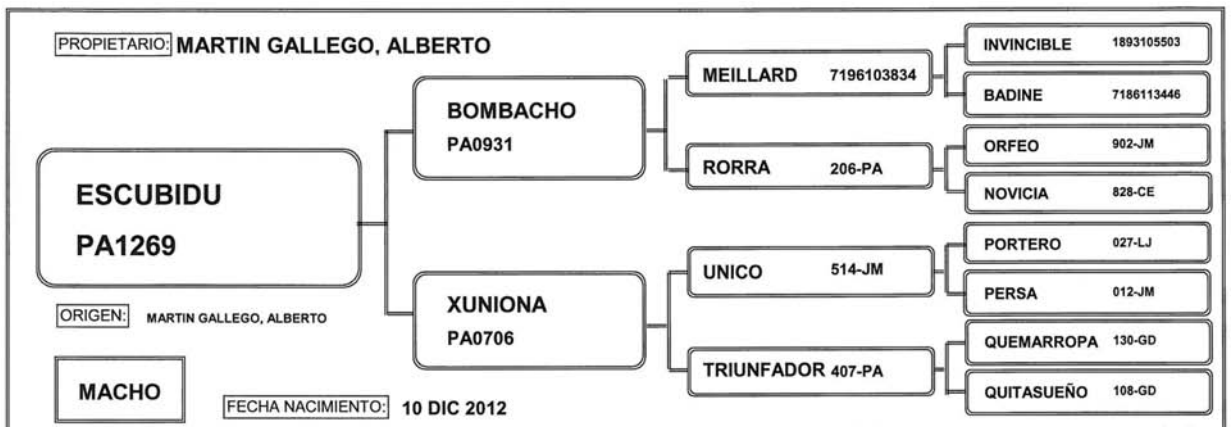 PROPIETARIO: MARTIN GALLEGO, ALBERTO
ESCUBIDU
PA1269
ORIGEN: MARTIN GALLEGO, ALBERTO
MACHO
FECHA NACIMIENTO: 10 DIC 2012
BOMBACHO
PA0931
XUNIONA
PA0706
MEILLARD 7196103834
RORRA 206-PA
UNICO 514-JM
TRIUNFADOR 407-PA
INVINCIBLE 1893105503
BADINE 7186113446
ORFEO 902-JM
NOVICIA 828-CE
PORTERO 027-LJ
PERSA 012-JM
QUEMARROPA 130-GD
QUITASUEÑO 108-GD